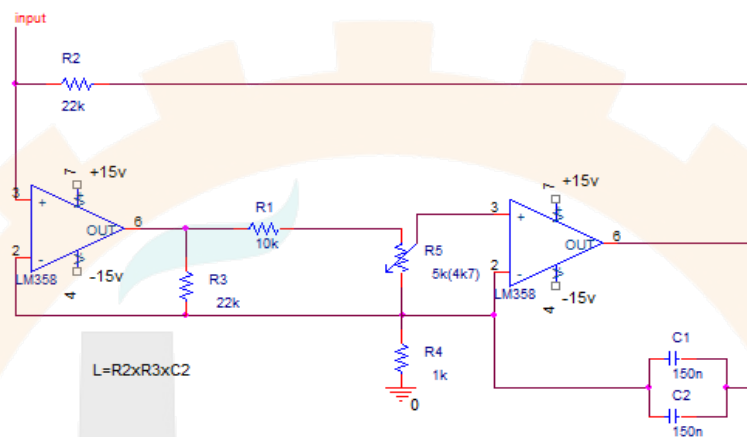 input
R2
22k
7
+15v
3
+
OUT
6
2
-
LM358
4
-15v
R1
10k
R3
22k
R5
5k(4k7)
7
+15v
3
+
OUT
6
2
-
LM358
4
-15v
R4
1k
0
C1
150n
C2
150n
L=R2xR3xC2